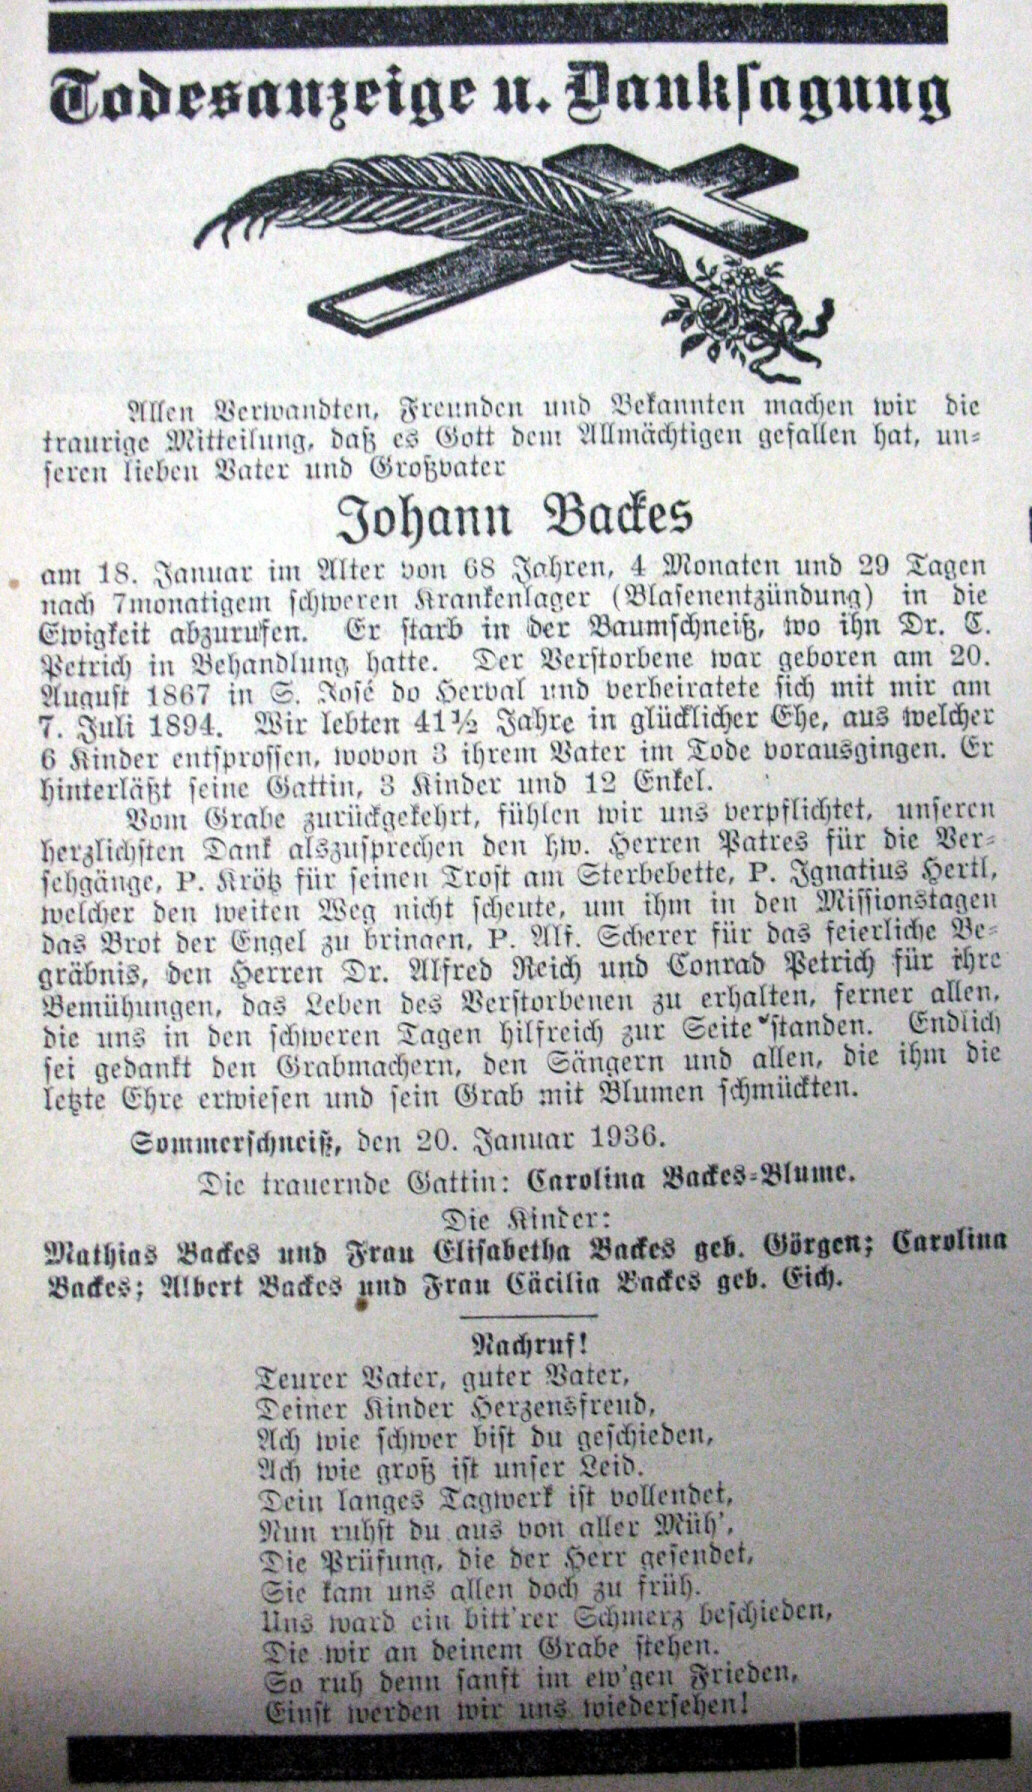 Todesanzeige u. Danksagung
Allen Verwandten, Freunden und Bekannten machen wir die
traurige Mitteilung, daß es Gott dem Allmächtigen gefallen hat, un-
seren lieben Vater und Großvater
Johann Backes
am 18. Januar im Alter von 68 Jahren, 4 Monaten und 29 Tagen
nach 7monatigem schweren Krankenlager (Blasenentzündung) in die
Ewigkeit abzurufen. Er starb in der Baumschneiß, wo ihn Dr. C.
Petrich in Behandlung hatte. Der Verstorbene war geboren am 20.
August 1867 in S. José do Herval und verheiratete sich mit mir am
7. Juli 1894. Wir lebten 41½ Jahre in glücklicher Ehe, aus welcher
6 Kinder entsprossen, wovon 3 ihrem Vater im Tode vorausgingen. Er
hinterläßt seine Gattin, 3 Kinder und 12 Enkel.
Vom Grabe zurückgekehrt, fühlen wir uns verpflichtet, unseren
herzlichsten Dank alszusprechen den hw. Herren Patres für die Ver-
sehgänge, P. Krötz für seinen Trost am Sterbebette, P. Ignatius Hertl,
welcher den weiten Weg nicht scheute, um ihm in den Missionstagen
das Brot der Engel zu bringen, P. Alf. Scherer für das feierliche Be-
gräbnis, den Herren Dr. Alfred Reich und Conrad Petrich für ihre
Bemühungen, das Leben des Verstorbenen zu erhalten, ferner allen,
die uns in den schweren Tagen hilfreich zur Seite standen. Endlich
sei gedankt den Grabmachern, den Sängern und allen, die ihm die
letzte Ehre erwiesen und sein Grab mit Blumen schmückten.
Sommerschneiß, den 20. Januar 1936.
Die trauernde Gattin: Carolina Backes-Blume.
Die Kinder:
Mathias Backes und Frau Elisabetha Backes geb. Görgen; Carolina
Backes; Albert Backes und Frau Cäcilia Backes geb. Eich.
Nachruf!
Teurer Vater, guter Vater,
Deiner Kinder Herzensfreud,
Ach wie schwer bist du geschieden,
Ach wie groß ist unser Leid.
Dein langes Tagwerk ist vollendet,
Nun ruhst du aus von aller Müh',
Die Prüfung, die der Herr gesendet,
Sie kam uns allen doch zu früh.
Uns ward ein bitt'rer Schmerz beschieden,
Die wir an deinem Grabe stehen.
So ruh denn sanft im ew'gen Frieden,
Einst werden wir uns wiedersehen!